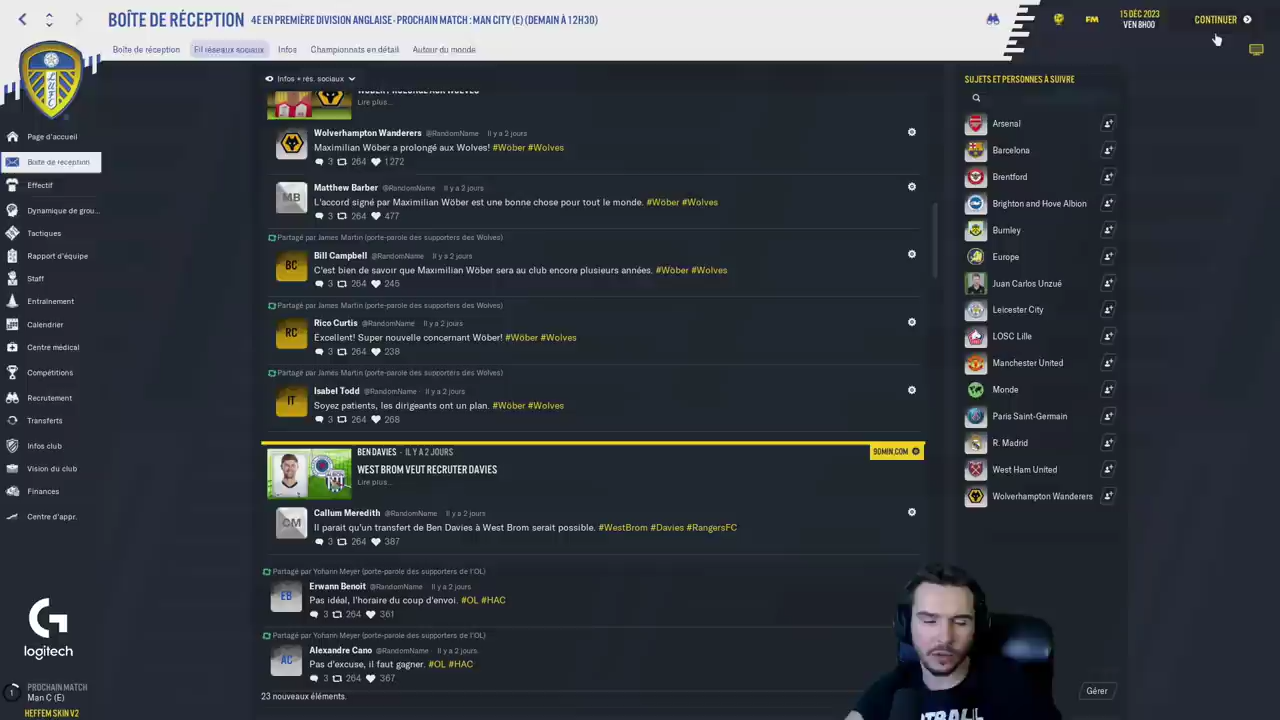 BOÎTE DE RÉCEPTION
4E EN PREMIÈRE DIVISION ANGLAISE - PROCHAIN MATCH : MAN CITY (E) (DEMAIN À 12H30)
FM
15 DÉC 2023
VEN 8H00
CONTINUER
Boîte de réception
Fil réseaux sociaux
Infos
Championnats en détail
Autour du monde
Page d'accueil
Boîte de réception
Effectif
Dynamique de grou...
Tactiques
Rapport d'équipe
Staff
Entraînement
Calendrier
Centre médical
Compétitions
Recrutement
Transferts
Infos club
Vision du club
Finances
Centre d'appr.
logitech
1
PROCHAIN MATCH
Man C (E)
HEFFEM SKIN V2
Infos + rés. sociaux
WÖBER PROLONGE AUX WOLVES
Lire plus...
Wolverhampton Wanderers @RandomName Il y a 2 jours
Maximilian Wöber a prolongé aux Wolves! #Wöber #Wolves
3 264 1 272
MB
Matthew Barber @RandomName Il y a 2 jours
L'accord signé par Maximilian Wöber est une bonne chose pour tout le monde. #Wöber #Wolves
3 264 477
Partagé par James Martin (porte-parole des supporters des Wolves)
BC
Bill Campbell @RandomName Il y a 2 jours
C'est bien de savoir que Maximilian Wöber sera au club encore plusieurs années. #Wöber #Wolves
3 264 245
Partagé par James Martin (porte-parole des supporters des Wolves)
RC
Rico Curtis @RandomName Il y a 2 jours
Excellent! Super nouvelle concernant Wöber! #Wöber #Wolves
3 264 238
Partagé par James Martin (porte-parole des supporters des Wolves)
IT
Isabel Todd @RandomName Il y a 2 jours
Soyez patients, les dirigeants ont un plan. #Wöber #Wolves
3 264 268
BEN DAVIES - IL Y A 2 JOURS
90MIN.COM
WEST BROM VEUT RECRUTER DAVIES
Lire plus...
CM
Callum Meredith @RandomName Il y a 2 jours
Il parait qu'un transfert de Ben Davies à West Brom serait possible. #WestBrom #Davies #RangersFC
3 264 387
Partagé par Yohann Meyer (porte-parole des supporters de l'OL)
EB
Erwann Benoit @RandomName Il y a 2 jours
Pas idéal, l'horaire du coup d'envoi. #OL #HAC
3 264 361
Partagé par Yohann Meyer (porte-parole des supporters de l'OL)
AC
Alexandre Cano @RandomName Il y a 2 jours
Pas d'excuse, il faut gagner. #OL #HAC
3 264 367
23 nouveaux éléments.
SUJETS ET PERSONNES À SUIVRE
Arsenal
Barcelona
Brentford
Brighton and Hove Albion
Burnley
Europe
Juan Carlos Unzué
Leicester City
LOSC Lille
Manchester United
Monde
Paris Saint-Germain
R. Madrid
West Ham United
Wolverhampton Wanderers
Gérer